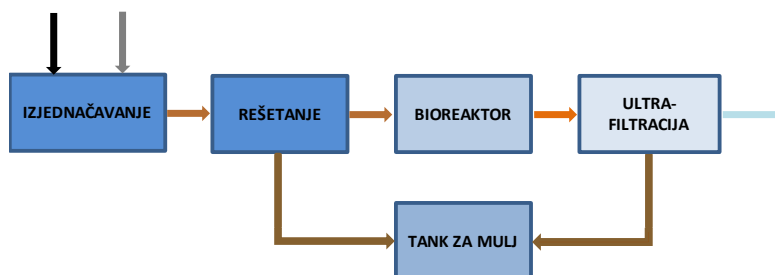 IZJEDNAČAVANJE
REŠETANJE
BIOREAKTOR
ULTRA-
FILTRACIJA
TANK ZA MULJ